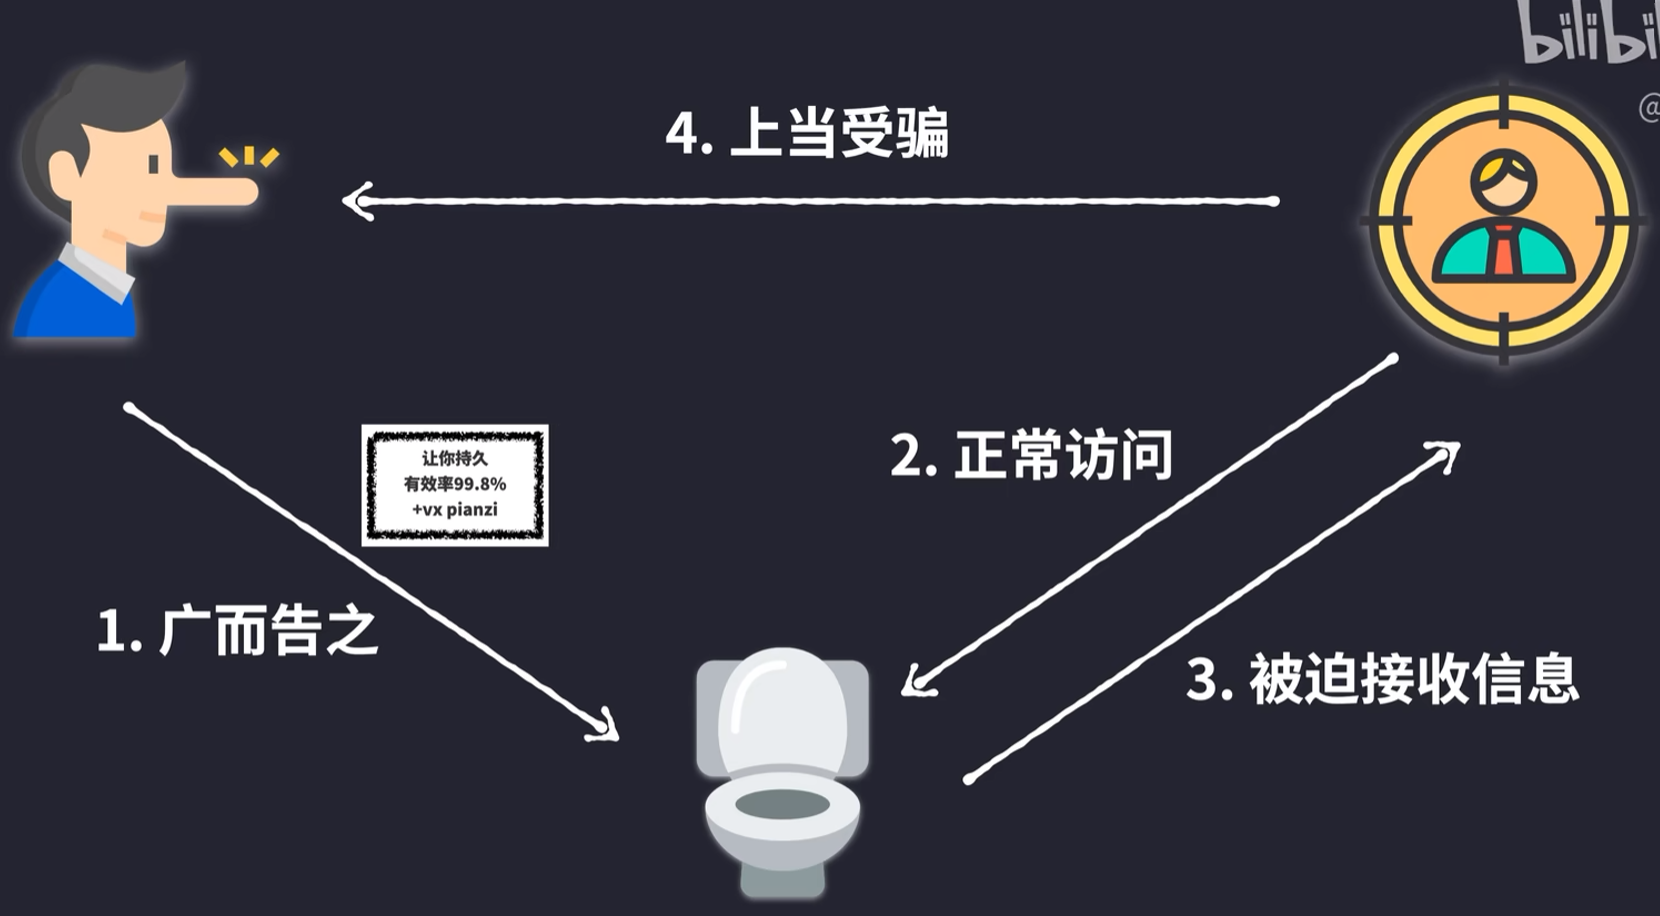 bilibil
@
4. 上当受骗
让你持久
有效率99.8%
+vx pianzi
2. 正常访问
1. 广而告之
3. 被迫接收信息